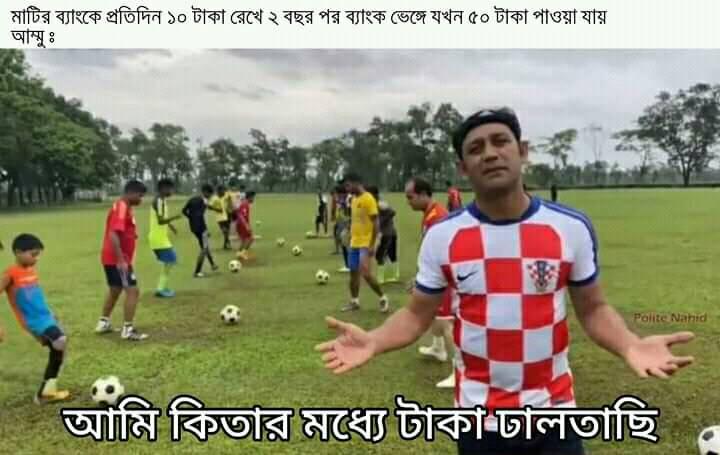 মাটির ব্যাংকে প্রতিদিন ১০ টাকা রেখে ২ বছর পর ব্যাংক ভেঙ্গে যখন ৫০ টাকা পাওয়া যায়
আম্মু ঃ
Polite Nahid
আমি কিতার মধ্যে টাকা ঢালতাছি